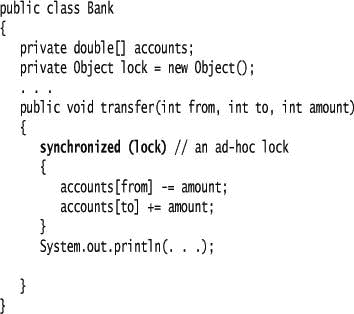 public class Bank
{
private double[] accounts;
private Object lock = new Object();
. . .
public void transfer(int from, int to, int amount)
{
synchronized (lock) // an ad-hoc lock
{
accounts[from] -= amount;
accounts[to] += amount;
}
System.out.println(. . .);
}
}